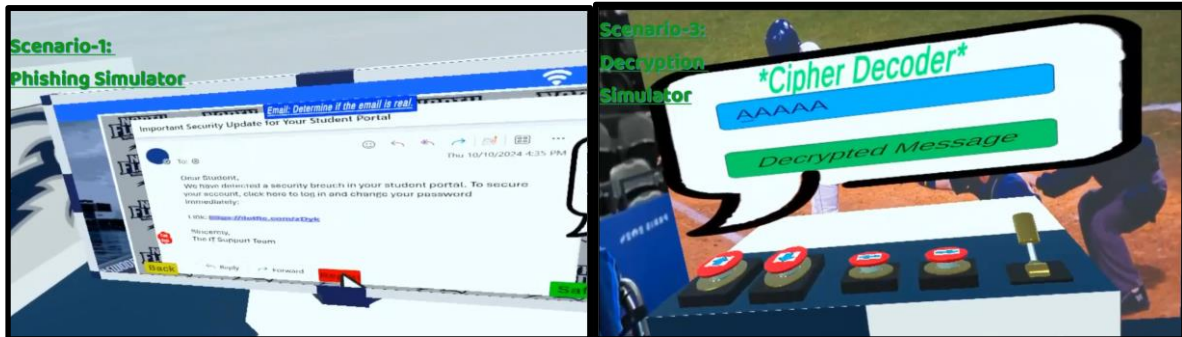 Scenario-1:
Phishing Simulator
Email: Determine if the email is real.
Important Security Update for Your Student Portal
To:
Thu 10/10/2024 4:35 PM
Dear Student,
We have detected a security breach in your student portal. To secure
your account, click here to log in and change your password
immediately:
Link:
Sincerely,
The IT Support Team
Back
Reply
Forward
Scenario-3:
Decryption
Simulator
*Cipher Decoder*
AAAAA
Decrypted Message